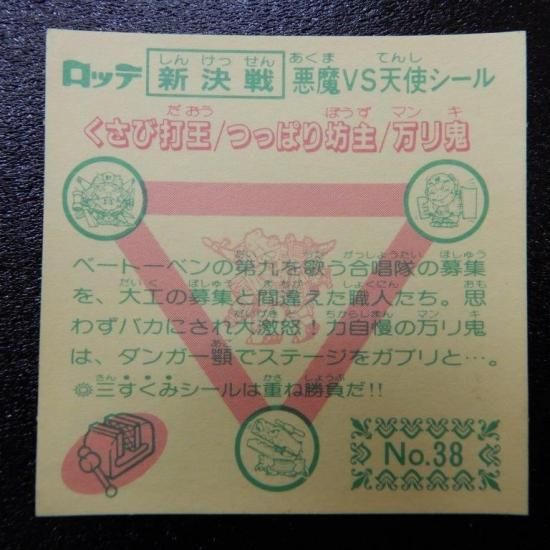 ロッテ 新決戦 悪魔VS天使シール
くさび打王/つっぱり坊主/万リ鬼
ベートーベンの第九を歌う合唱隊の募集
を、大工の募集と間違えた職人たち。思
わずバカにされ大激怒!力自慢の万リ鬼
は、ダンガー顎でステージをガブリと…。
◎三すくみシールは重ね勝負だ!!
No.38